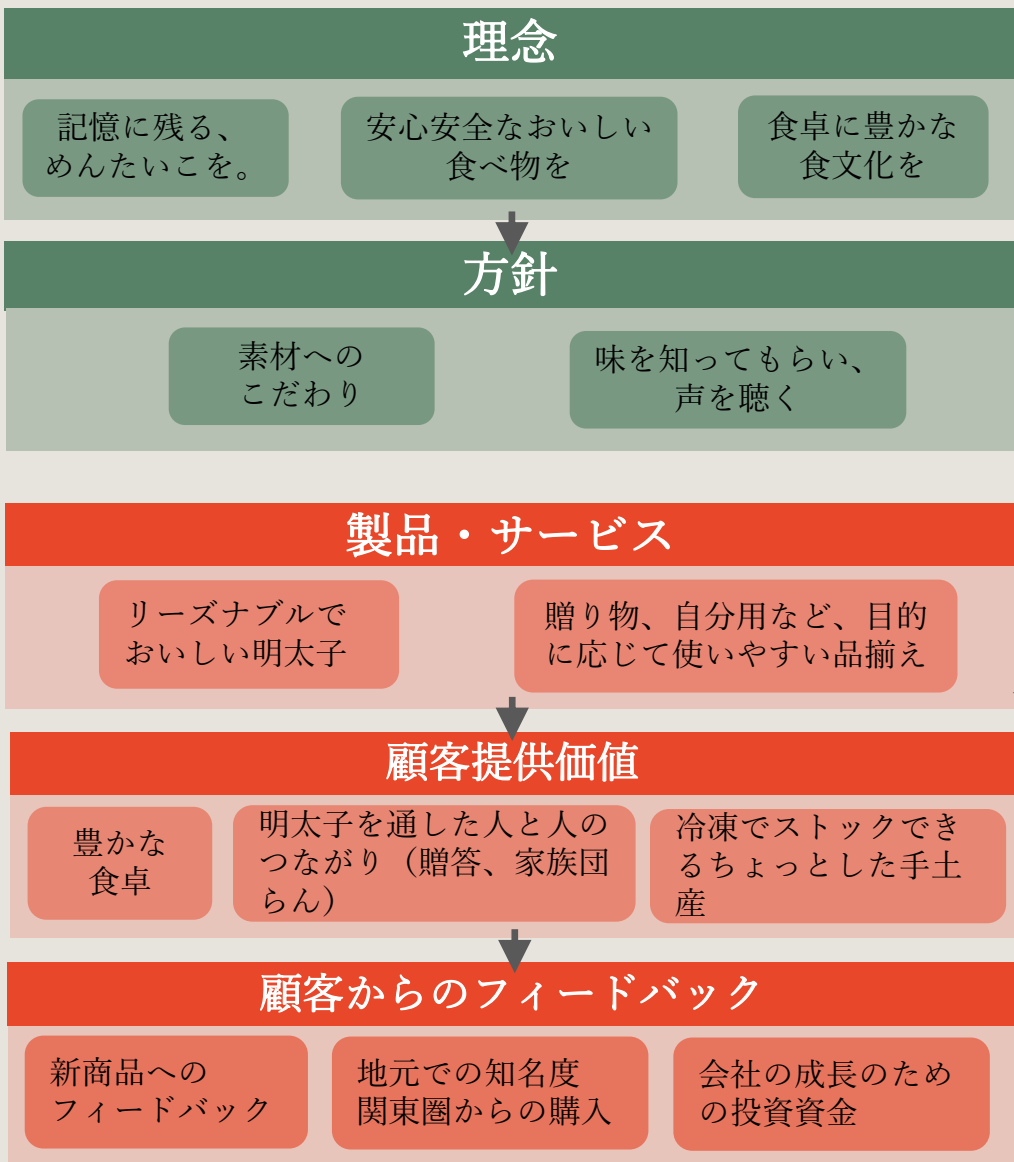 理念
記憶に残る、
めんたいこを。
安心安全なおいしい
食べ物を
食卓に豊かな
食文化を
方針
素材への
こだわり
味を知ってもらい、
声を聴く
製品・サービス
リーズナブルで
おいしい明太子
贈り物、自分用など、目的
に応じて使いやすい品揃え
顧客提供価値
豊かな
食卓
明太子を通した人と人の
つながり（贈答、家族団
らん）
冷凍でストックでき
るちょっとした手土
産
顧客からのフィードバック
新商品への
フィードバック
地元での知名度
関東圏からの購入
会社の成長のため
の投資資金